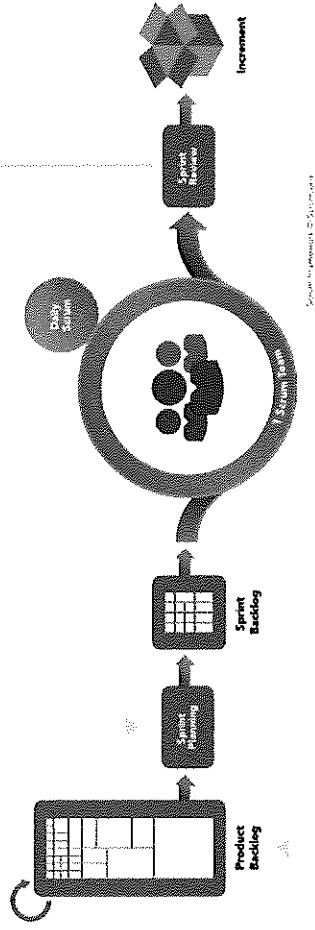 Product
Backlog
Sprint
Planning
Sprint
Backlog
1 Scrum Team
Daily
Scrum
Sprint
Review
Increment